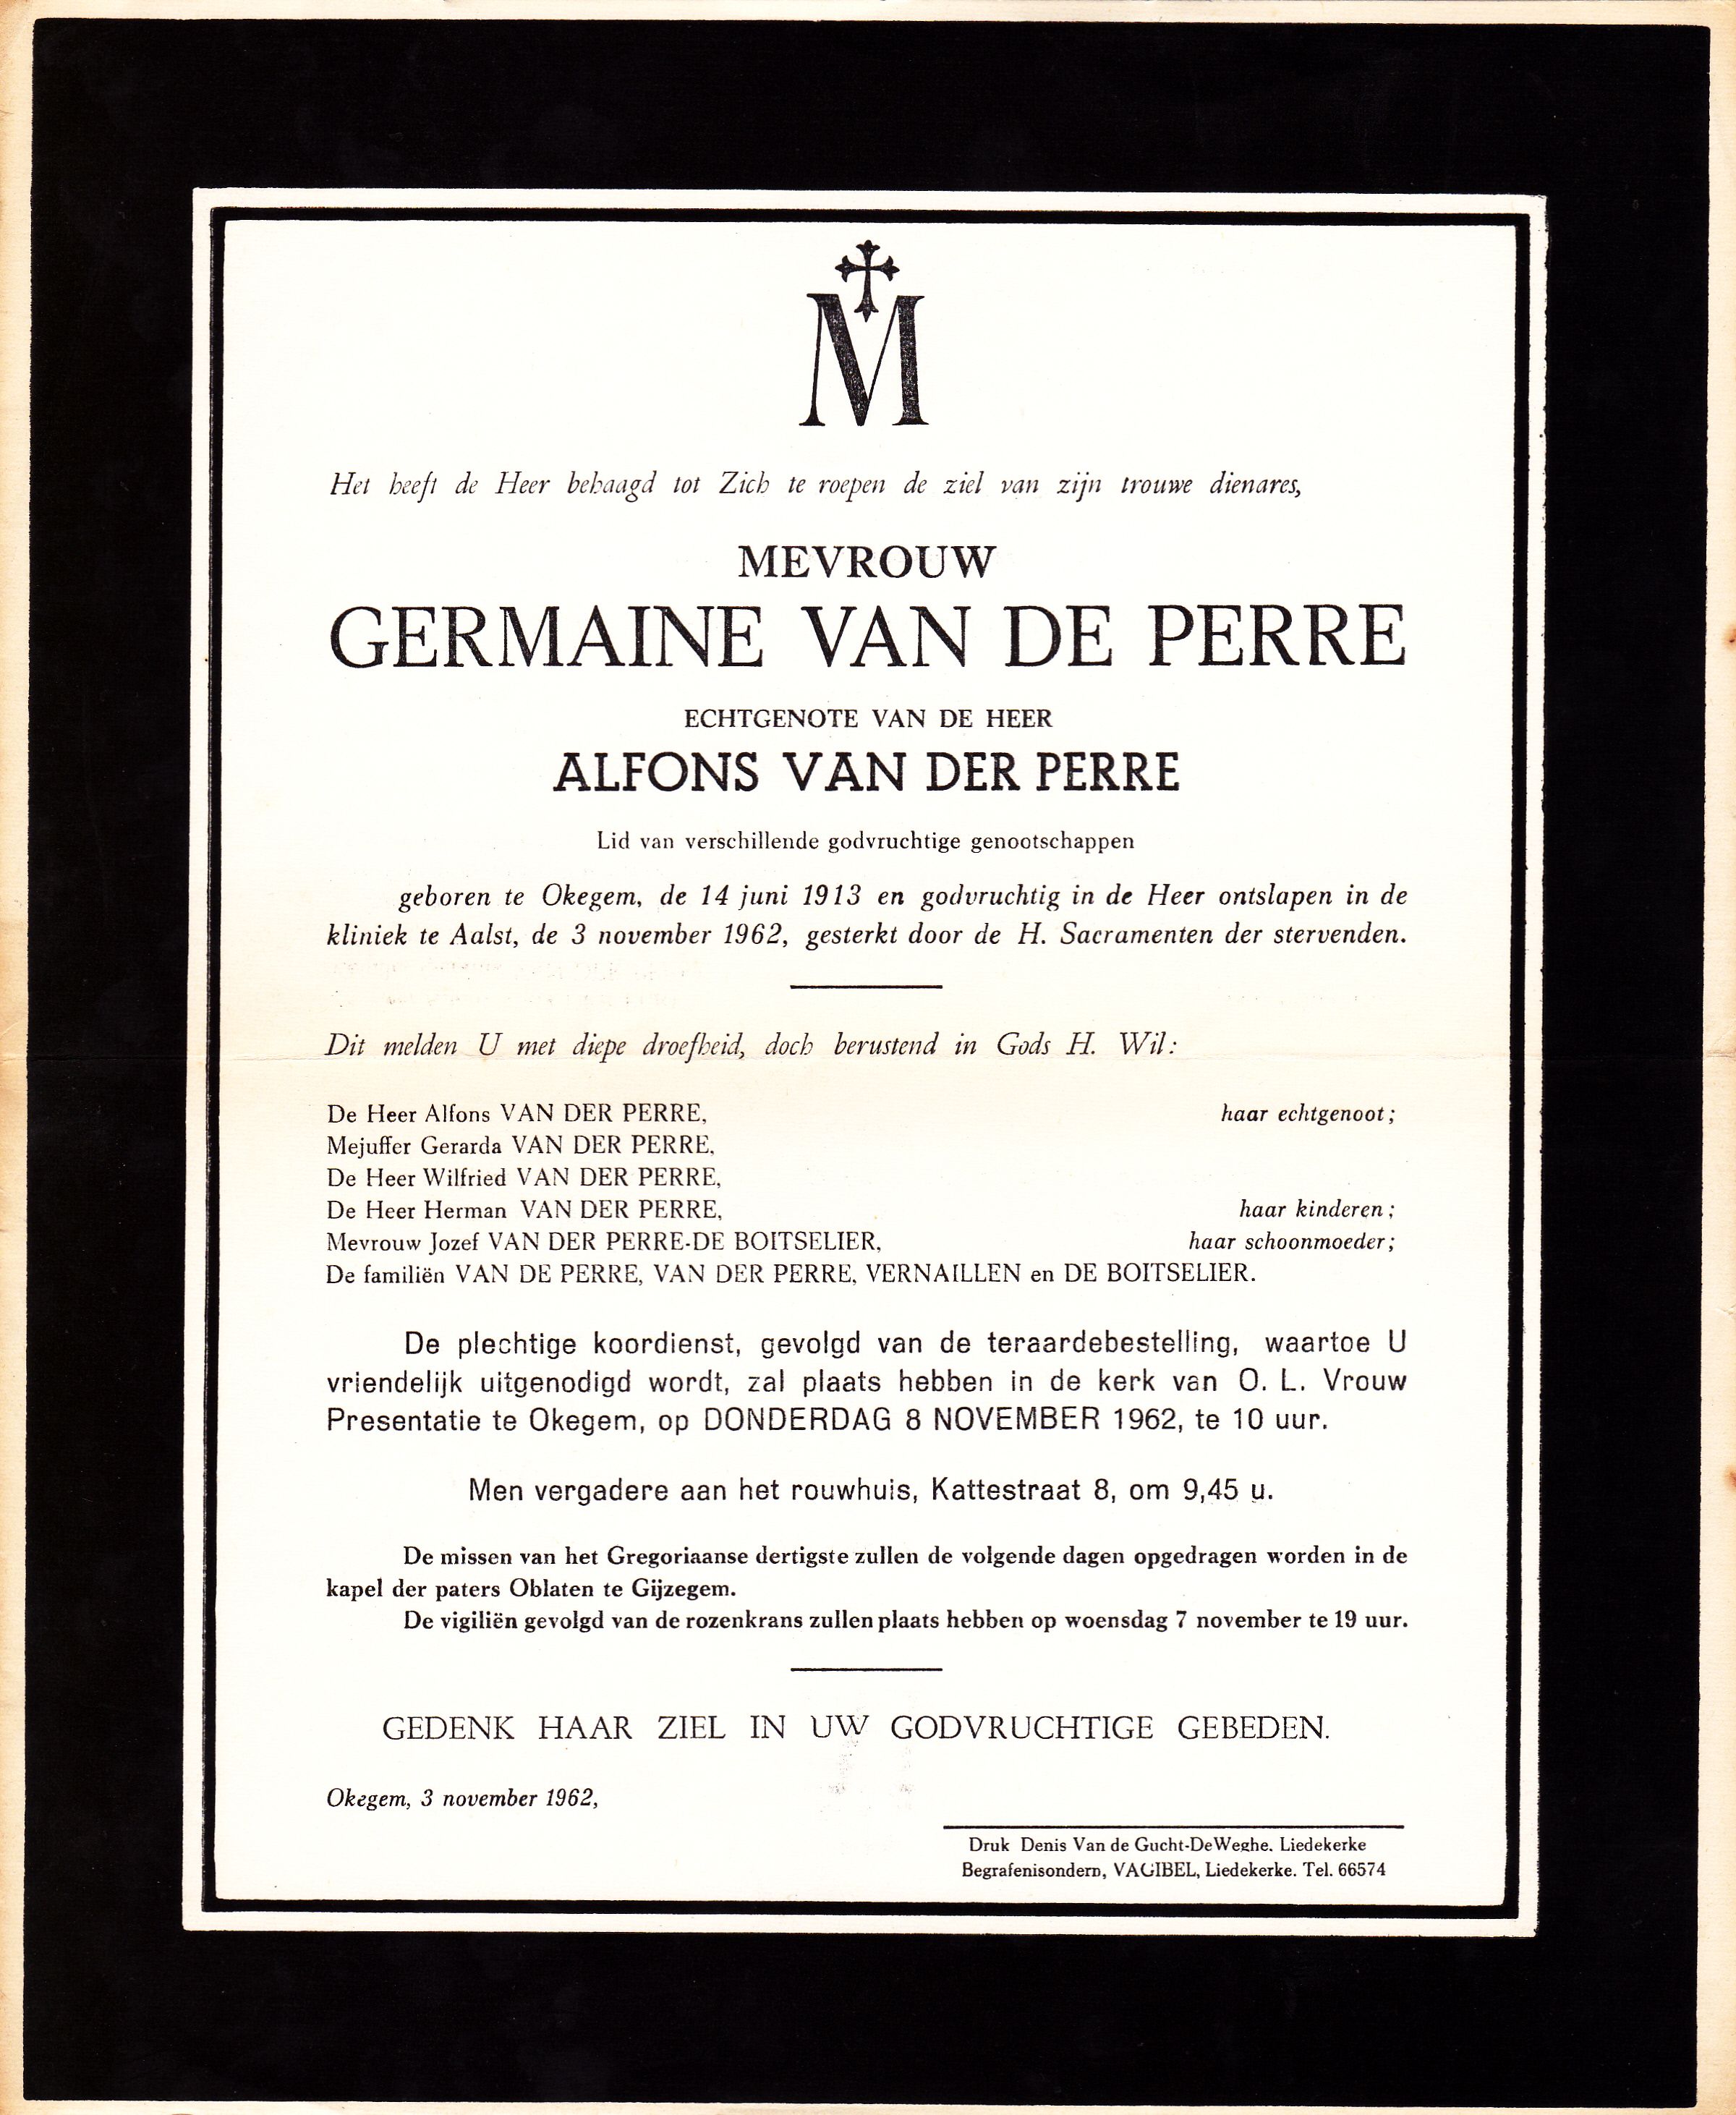 M
Het heeft de Heer behaagd tot Zich te roepen de ziel van zijn trouwe dienares,
MEVROUW
GERMAINE VAN DE PERRE
ECHTGENOTE VAN DE HEER
ALFONS VAN DER PERRE
Lid van verschillende godvruchtige genootschappen
geboren te Okegem, de 14 juni 1913 en godvruchtig in de Heer ontslapen in de
kliniek te Aalst, de 3 november 1962, gesterkt door de H. Sacramenten der stervenden.
Dit melden U met diepe droefheid, doch berustend in Gods H. Wil:
De Heer Alfons VAN DER PERRE, haar echtgenoot;
Mejuffer Gerarda VAN DER PERRE,
De Heer Wilfried VAN DER PERRE,
De Heer Herman VAN DER PERRE, haar kinderen;
Mevrouw Jozef VAN DER PERRE-DE BOITSELIER, haar schoonmoeder;
De familiën VAN DE PERRE, VAN DER PERRE, VERNAILLEN en DE BOITSELIER.
De plechtige koordienst, gevolgd van de teraardebestelling, waartoe U
vriendelijk uitgenodigd wordt, zal plaats hebben in de kerk van O. L. Vrouw
Presentatie te Okegem, op DONDERDAG 8 NOVEMBER 1962, te 10 uur.
Men vergadere aan het rouwhuis, Kattestraat 8, om 9,45 u.
De missen van het Gregoriaanse dertigste zullen de volgende dagen opgedragen worden in de
kapel der paters Oblaten te Gijzegem.
De vigiliën gevolgd van de rozenkrans zullen plaats hebben op woensdag 7 november te 19 uur.
GEDENK HAAR ZIEL IN UW GODVRUCHTIGE GEBEDEN.
Okegem, 3 november 1962,
Druk Denis Van de Gucht-DeWeghe. Liedekerke
Begrafenisondern, VAGIBEL, Liedekerke. Tel. 66574